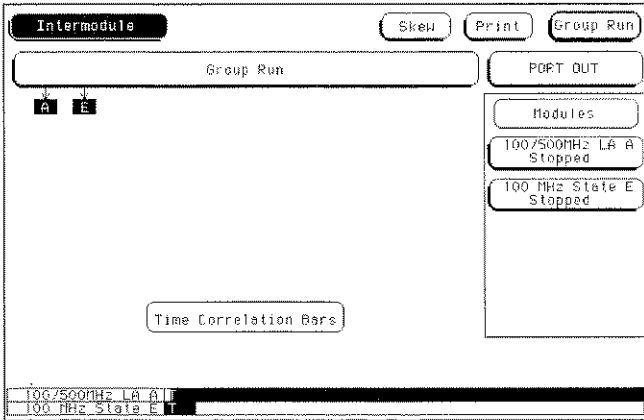 Intermodule
Skew
Print
Group Run
Group Run
PORT OUT
A
E
Modules
100/500MHz LA A
Stopped
100 MHz State E
Stopped
Time Correlation Bars
100/500MHz LA A
100 MHz State E T